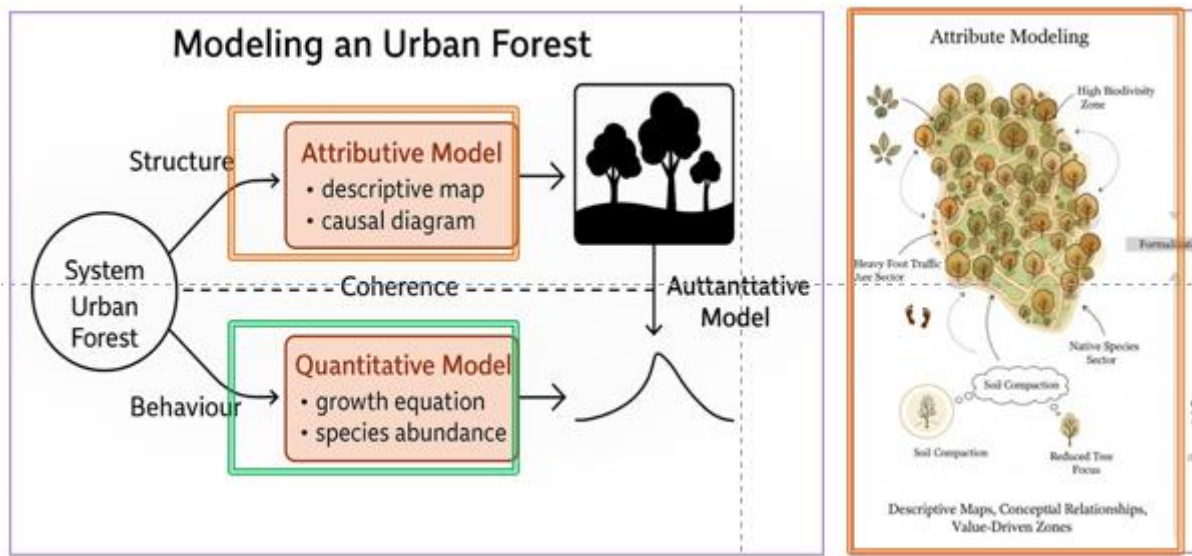 Modeling an Urban Forest
Structure
Attributive Model
• descriptive map
• causal diagram
System
Urban
Forest
Coherence
Auttanttative
Model
Behaviour
Quantitative Model
• growth equation
• species abundance
Attribute Modeling
High Biodivisity
Zone
Heavy Foot Traffic
Sector
Native Species
Sector
Soil Compaction
Soil Compaction
Reduced Tree
Focus
Descriptive Maps, Conceptual Relationships,
Value-Driven Zones